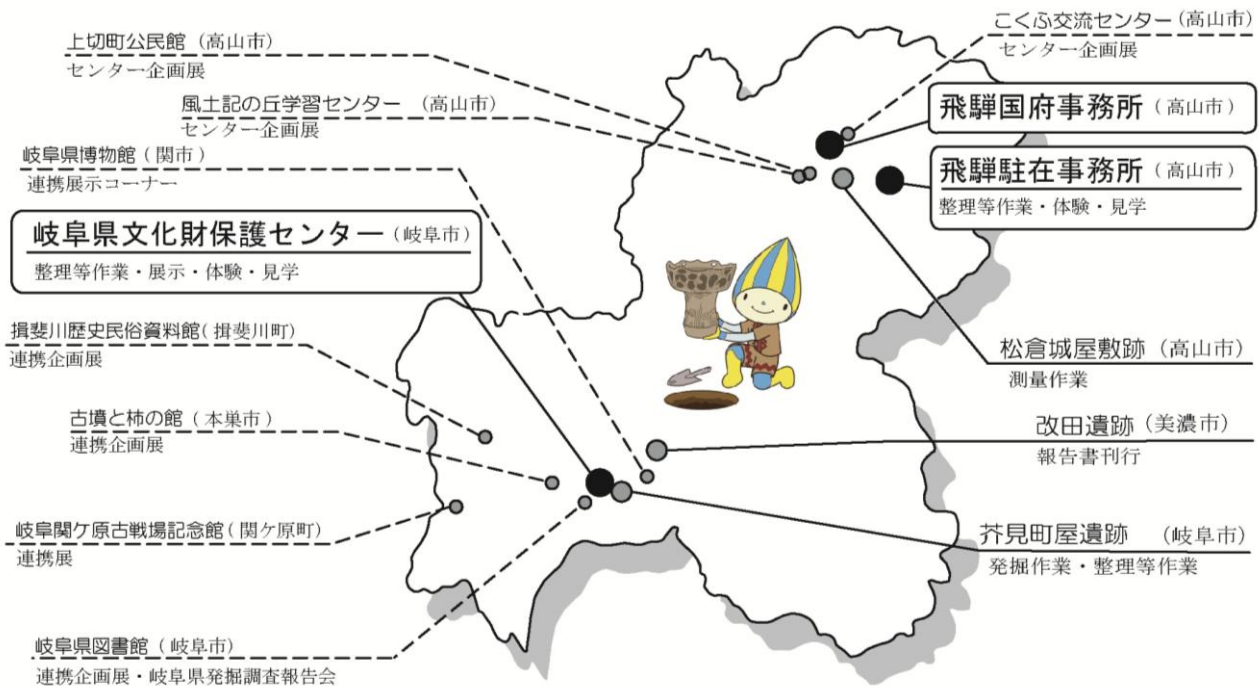 上切町公民館（高山市）
センター企画展
風土記の丘学習センター （高山市）
センター企画展
岐阜県博物館（関市）
連携展示コーナー
岐阜県文化財保護センター（岐阜市）
整理等作業・展示・体験・見学
揖斐川歴史民俗資料館（揖斐川町）
連携企画展
古墳と柿の館（本巣市）
連携企画展
岐阜関ケ原古戦場記念館（関ケ原町）
連携展
岐阜県図書館（岐阜市）
連携企画展・岐阜県発掘調査報告会
こくふ交流センター（高山市）
センター企画展
飛騨国府事務所（高山市）
飛騨駐在事務所（高山市）
整理等作業・体験・見学
松倉城屋敷跡（高山市）
測量作業
改田遺跡（美濃市）
報告書刊行
芥見町屋遺跡 （岐阜市）
発掘作業・整理等作業